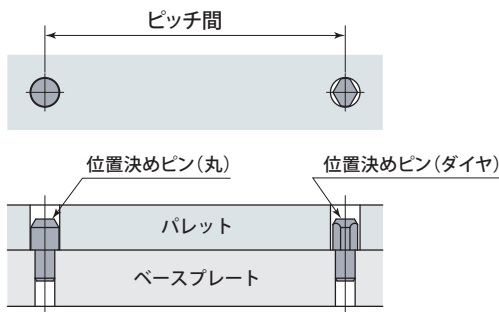 ピッチ間
位置決めピン（丸）
位置決めピン（ダイヤ）
パレット
ベースプレート